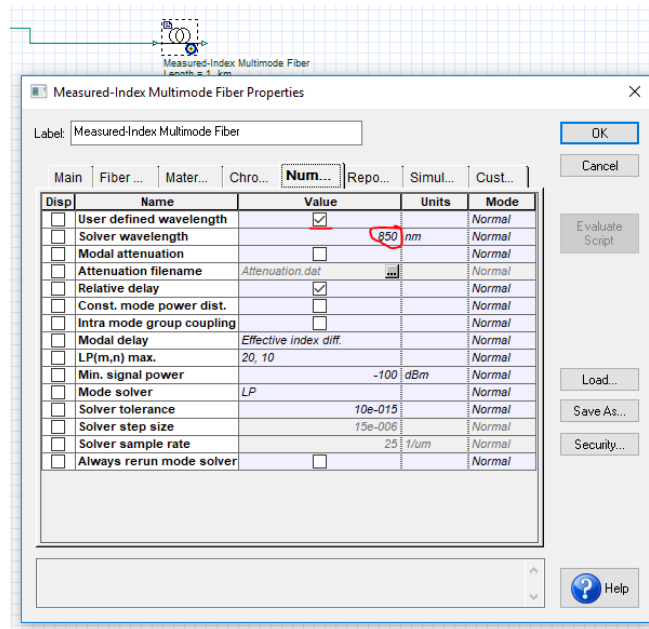 Measured-Index Multimode Fiber
Length = 1 km
Measured-Index Multimode Fiber Properties
Label: Measured-Index Multimode Fiber
OK
Cancel
Main Fiber ... Mater... Chro... Num... Repo... Simul... Cust...
Disp Name Value Units Mode
User defined wavelength Normal
Evaluate Script
Solver wavelength 850 nm Normal
Modal attenuation Normal
Attenuation filename Attenuation.dat ... Normal
Relative delay Normal
Const. mode power dist. Normal
Intra mode group coupling Normal
Modal delay Effective index diff. Normal
LP(m,n) max. 20, 10 Normal
Min. signal power -100 dBm Normal
Load...
Mode solver LP Normal
Solver tolerance 10e-015 Normal
Save As...
Solver step size 15e-006 Normal
Solver sample rate 25 1/um Normal
Security...
Always rerun mode solver Normal
Help